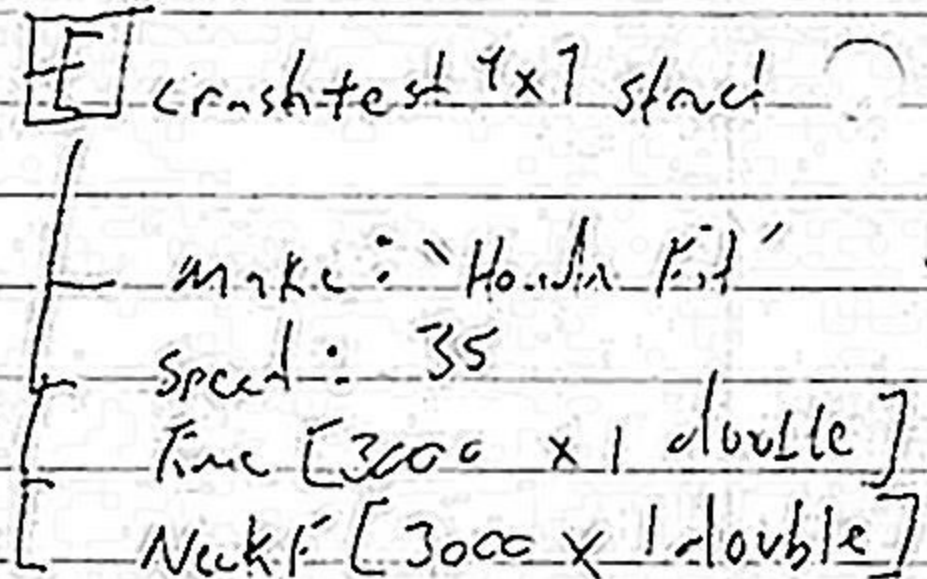 E crashtest 1x1 struct
make: "Honda Fit"
Speed: 35
Time [3000 x 1 double]
NeckF [3000 x 1 double]